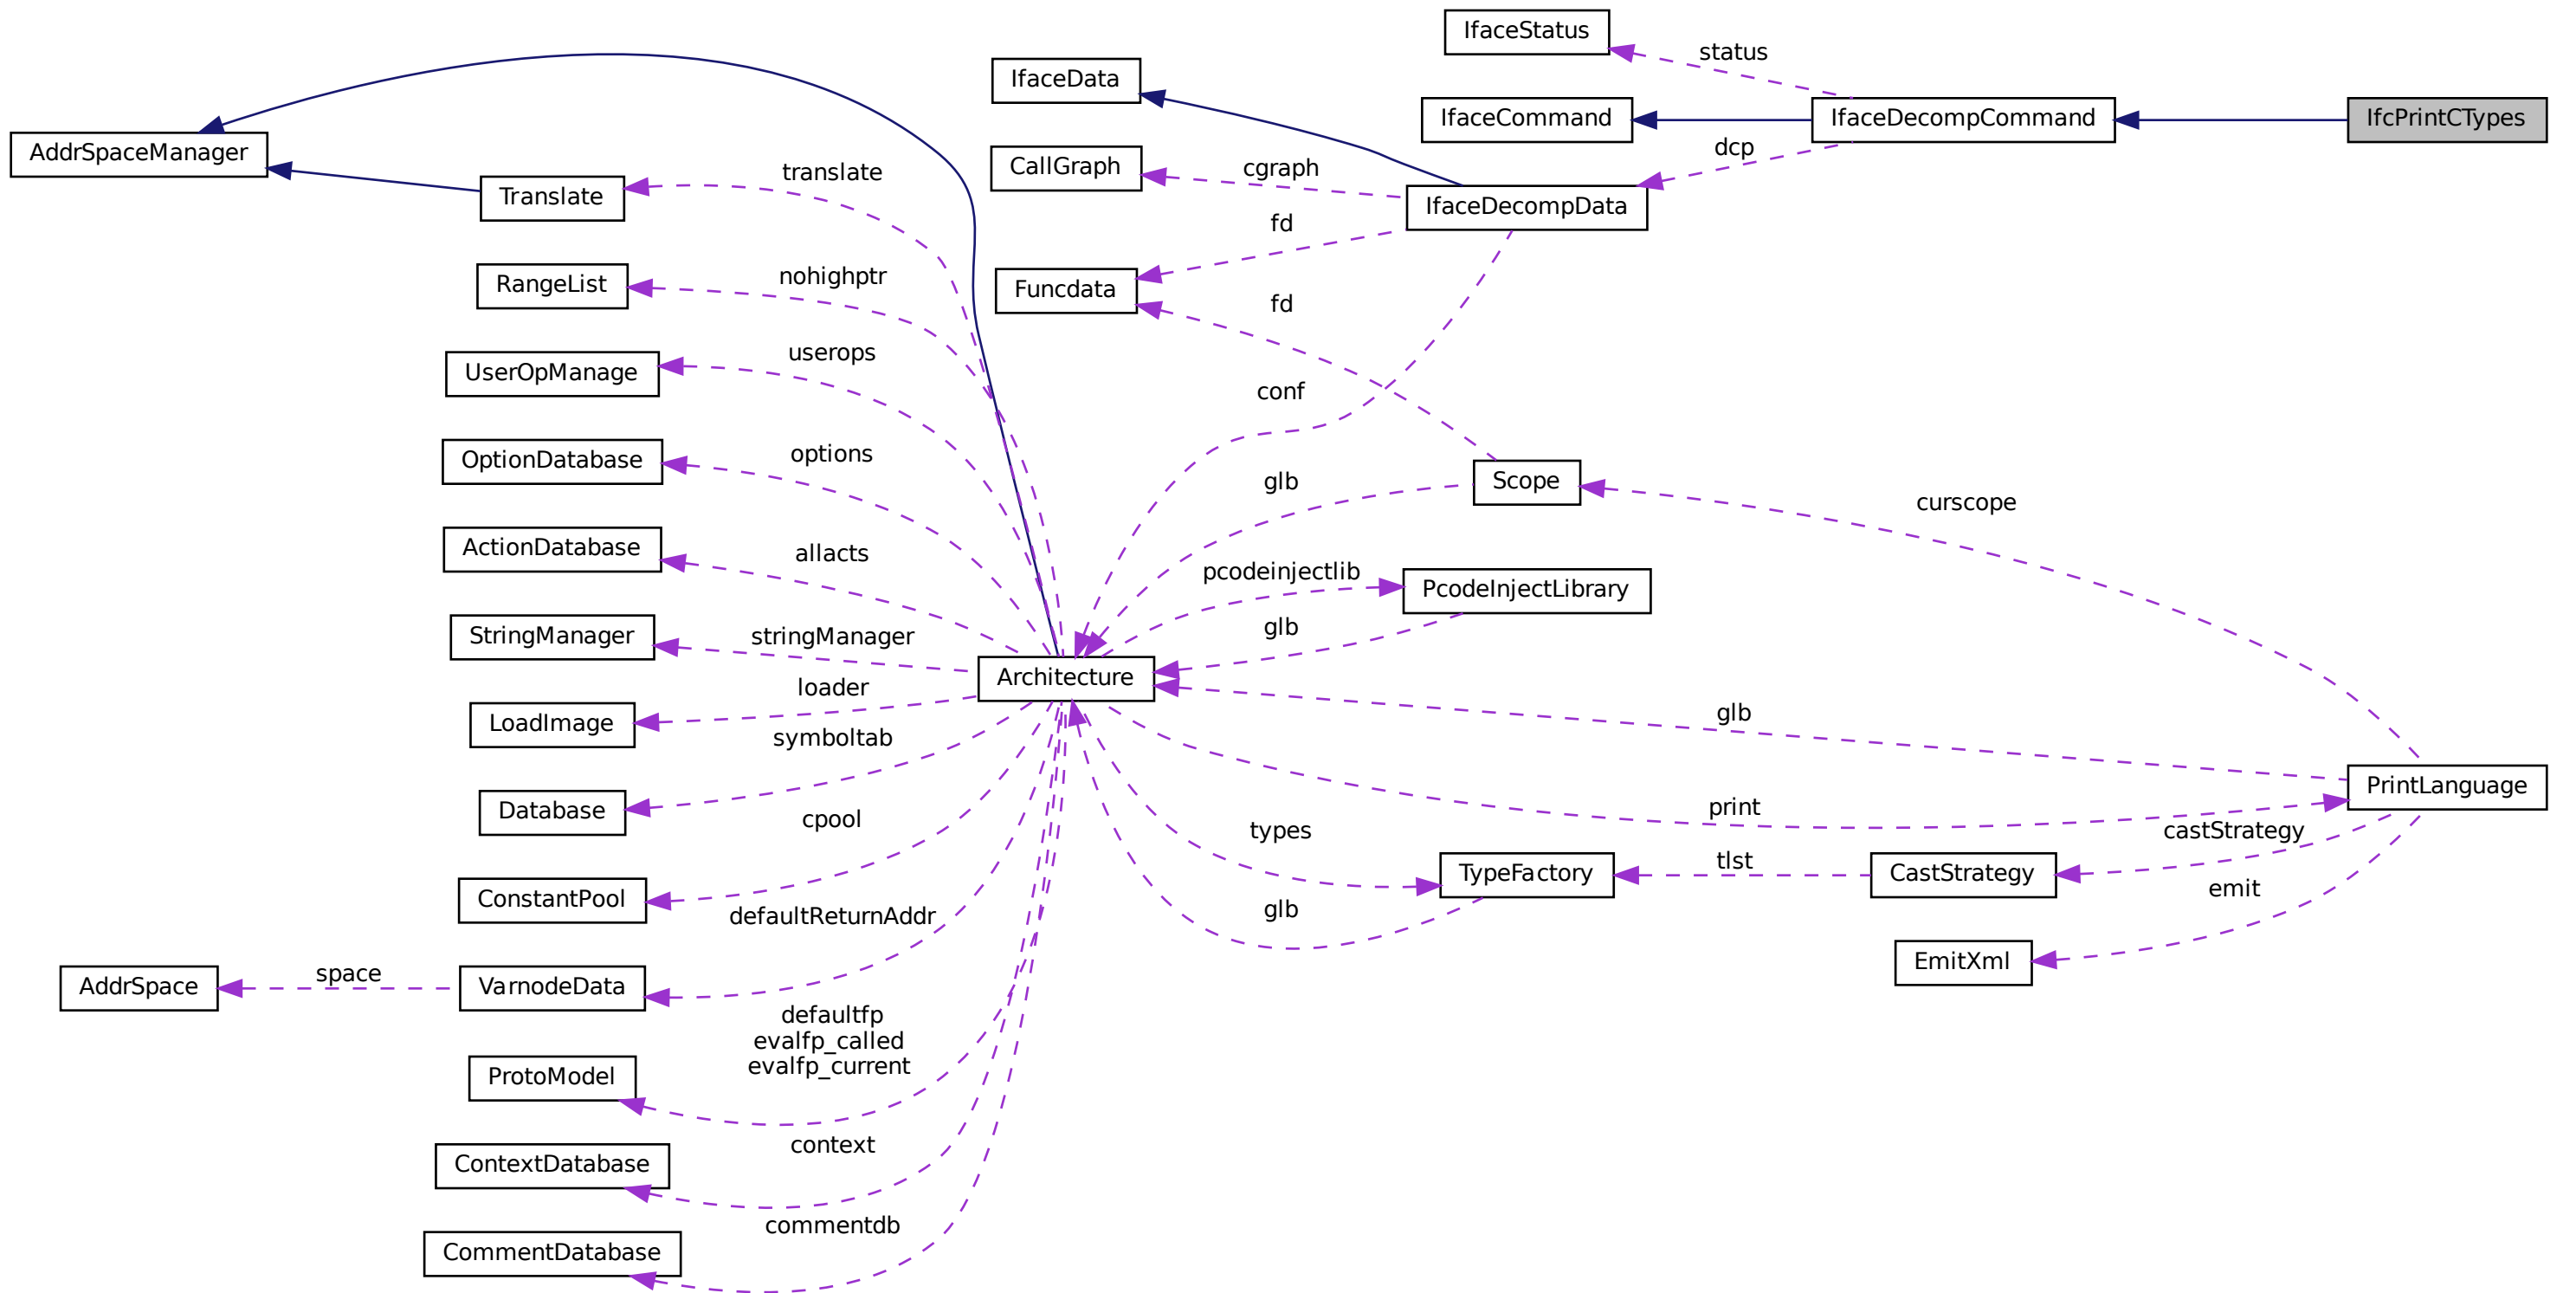 IfaceStatus
status
IfaceData
IfaceCommand
IfaceDecompCommand
IfcPrintCTypes
AddrSpaceManager
dcp
CallGraph
cgraph
translate
Translate
IfaceDecompData
fd
RangeList
nohighptr
Funcdata
fd
userops
UserOpManage
conf
options
OptionDatabase
glb
Scope
curscope
ActionDatabase
allacts
pcodeinjectlib
PcodeInjectLibrary
glb
StringManager
stringManager
Architecture
loader
LoadImage
glb
symboltab
PrintLanguage
Database
print
cpool
types
castStrategy
tlst
TypeFactory
CastStrategy
ConstantPool
emit
defaultReturnAddr
glb
EmitXml
AddrSpace
space
VarnodeData
defaultfp
evalfp_called
evalfp_current
ProtoModel
context
ContextDatabase
commentdb
CommentDatabase